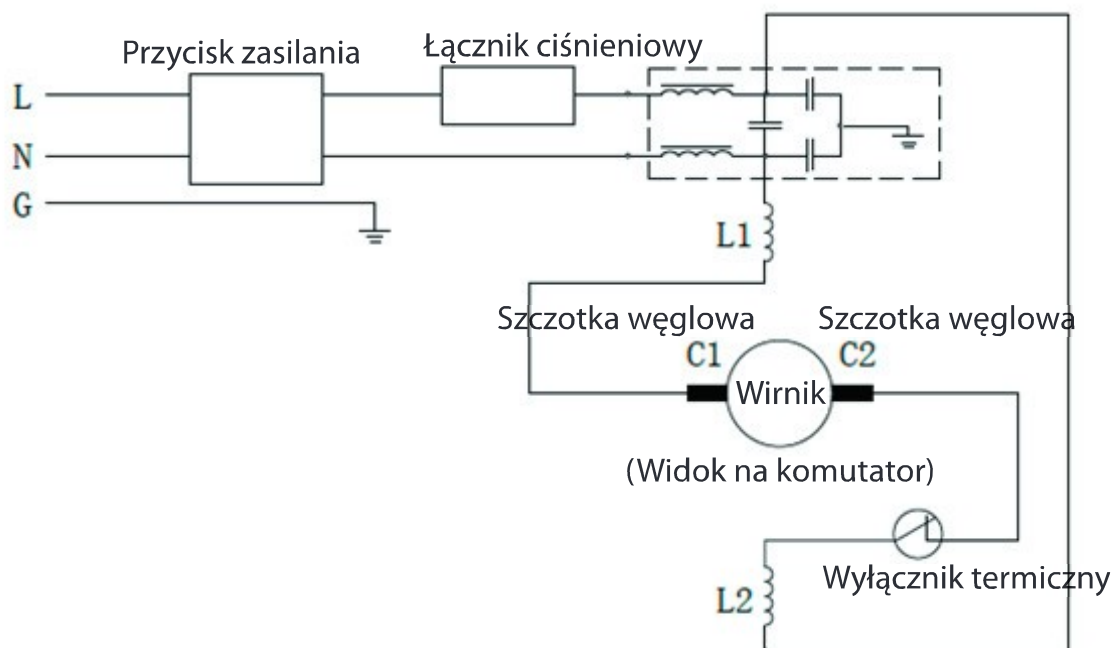 Przycisk zasilania
Łącznik ciśnieniowy
L
N
G
L1
Szczotka węglowa
Szczotka węglowa
C1
C2
Wirnik
(Widok na komutator)
Wyłącznik termiczny
L2